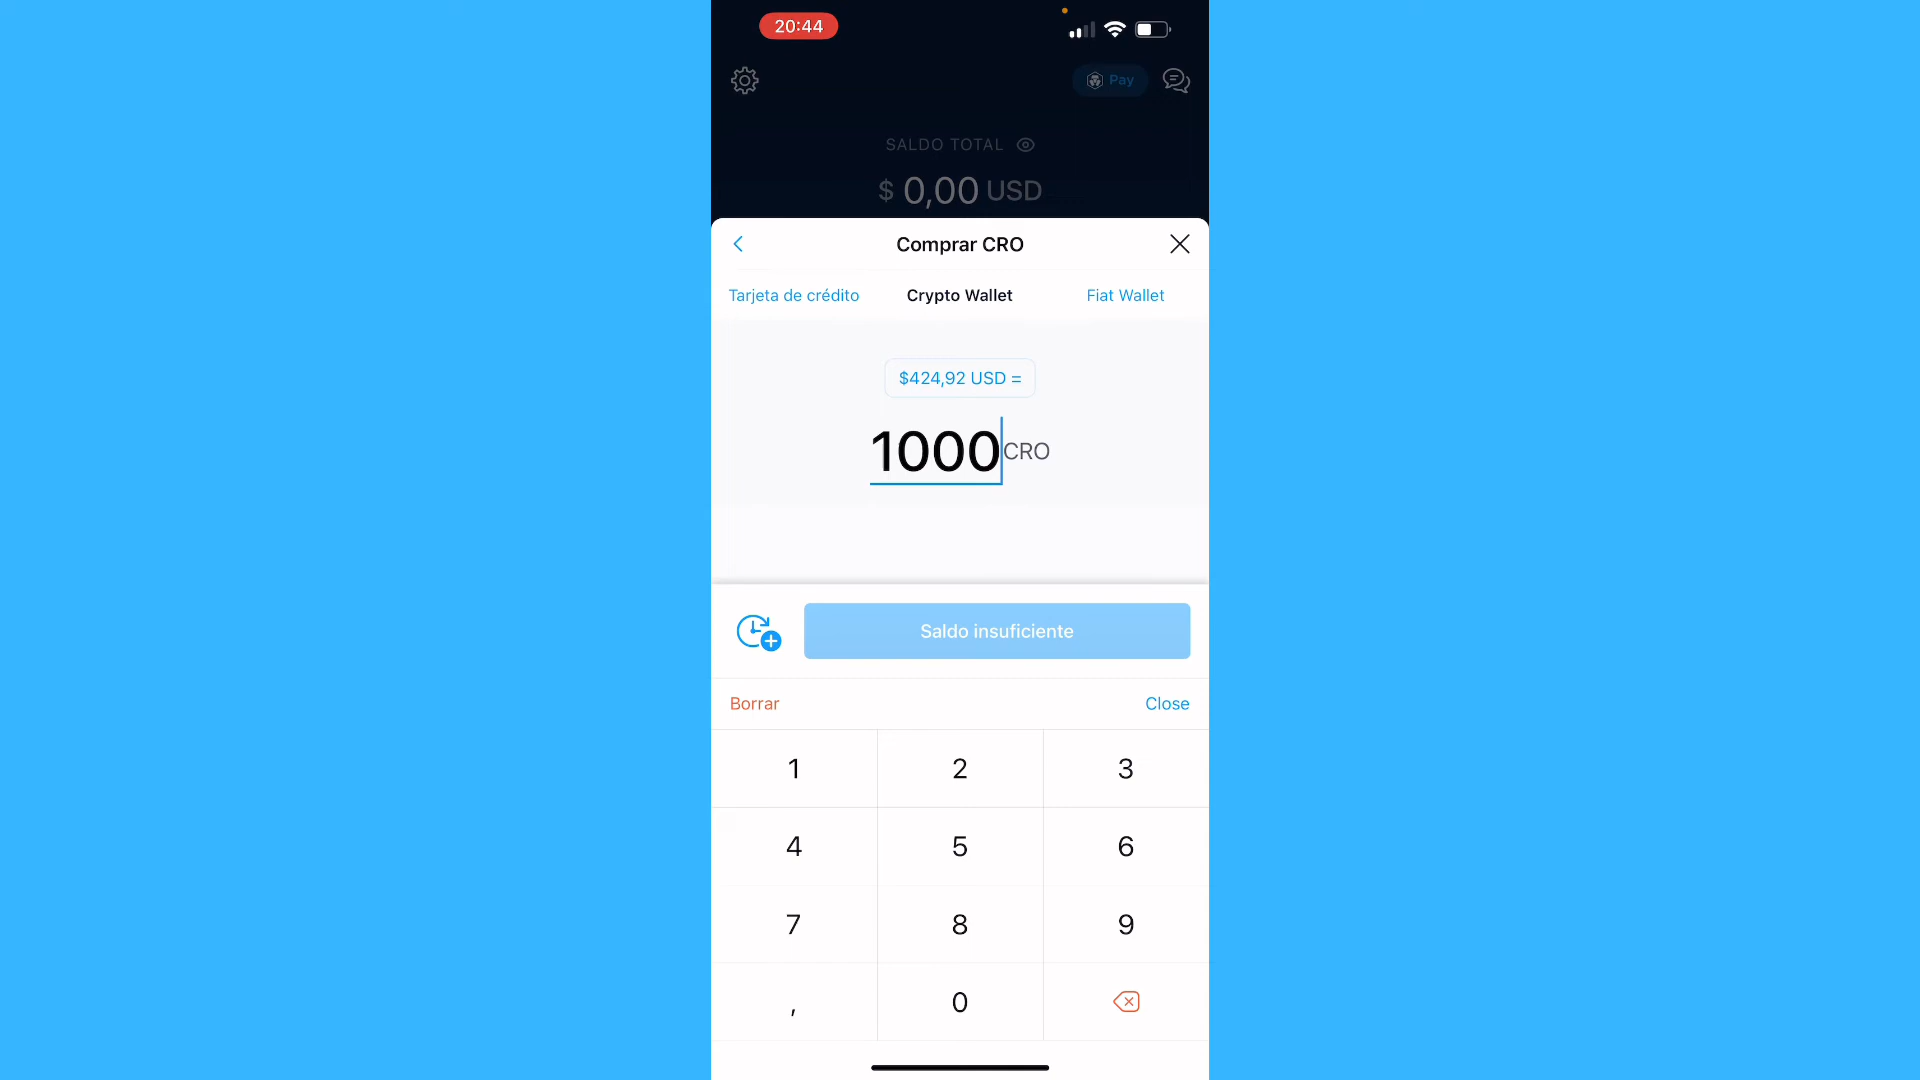 20:44
Pay
SALDO TOTAL
$ 0,00 USD
Comprar CRO
Tarjeta de crédito
Crypto Wallet
Fiat Wallet
$424,92 USD =
1000 CRO
Saldo insuficiente
Borrar
Close
1
2
3
4
5
6
7
8
9
,
0